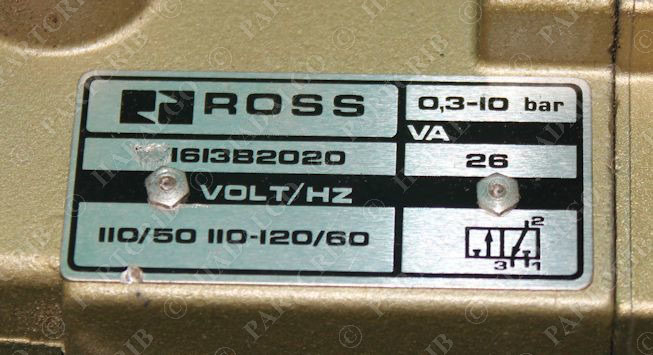 ROSS
0,3-10 bar
VA
1613B2020
26
VOLT/HZ
110/50 110-120/60
2
3 1